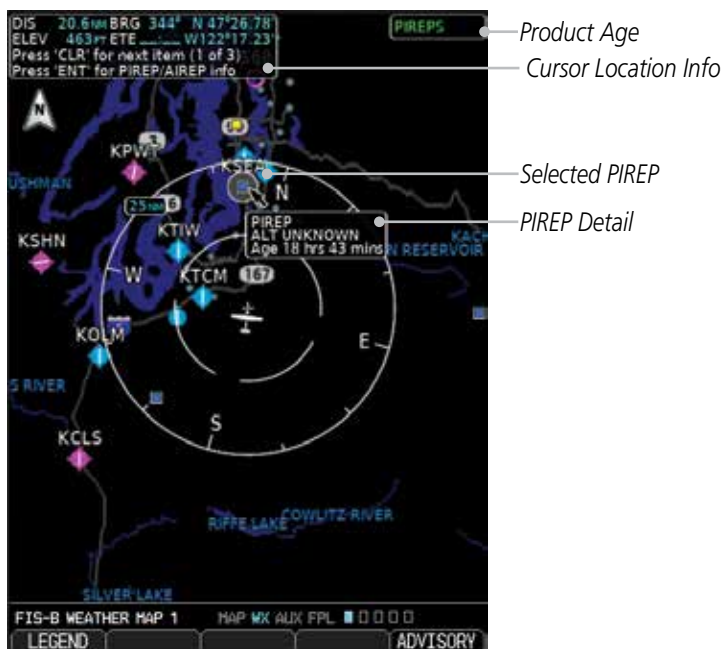 DIS 20.6NM BRG 344° N 47°26.78'
ELEV 463FT ETE __.__ W122°17.23'
Press 'CLR' for next item (1 of 3)
Press 'ENT' for PIREP/AIREP info
PIREPS
Product Age
Cursor Location Info
N
KPWT
KSEA
Selected PIREP
USHMAN
N
25NM
6
PIREP
ALT UNKNOWN
Age 18 hrs 43 mins
PIREP Detail
KSHN
KTIW
KACH
N RESERVOIR
W
KTCM
167
KOLM
E
S RIVER
S
KCLS
RIFFE LAKE
COWLITZ RIVER
SILVER LAKE
FIS-B WEATHER MAP 1 MAP WX AUX FPL
LEGEND
ADVISORY